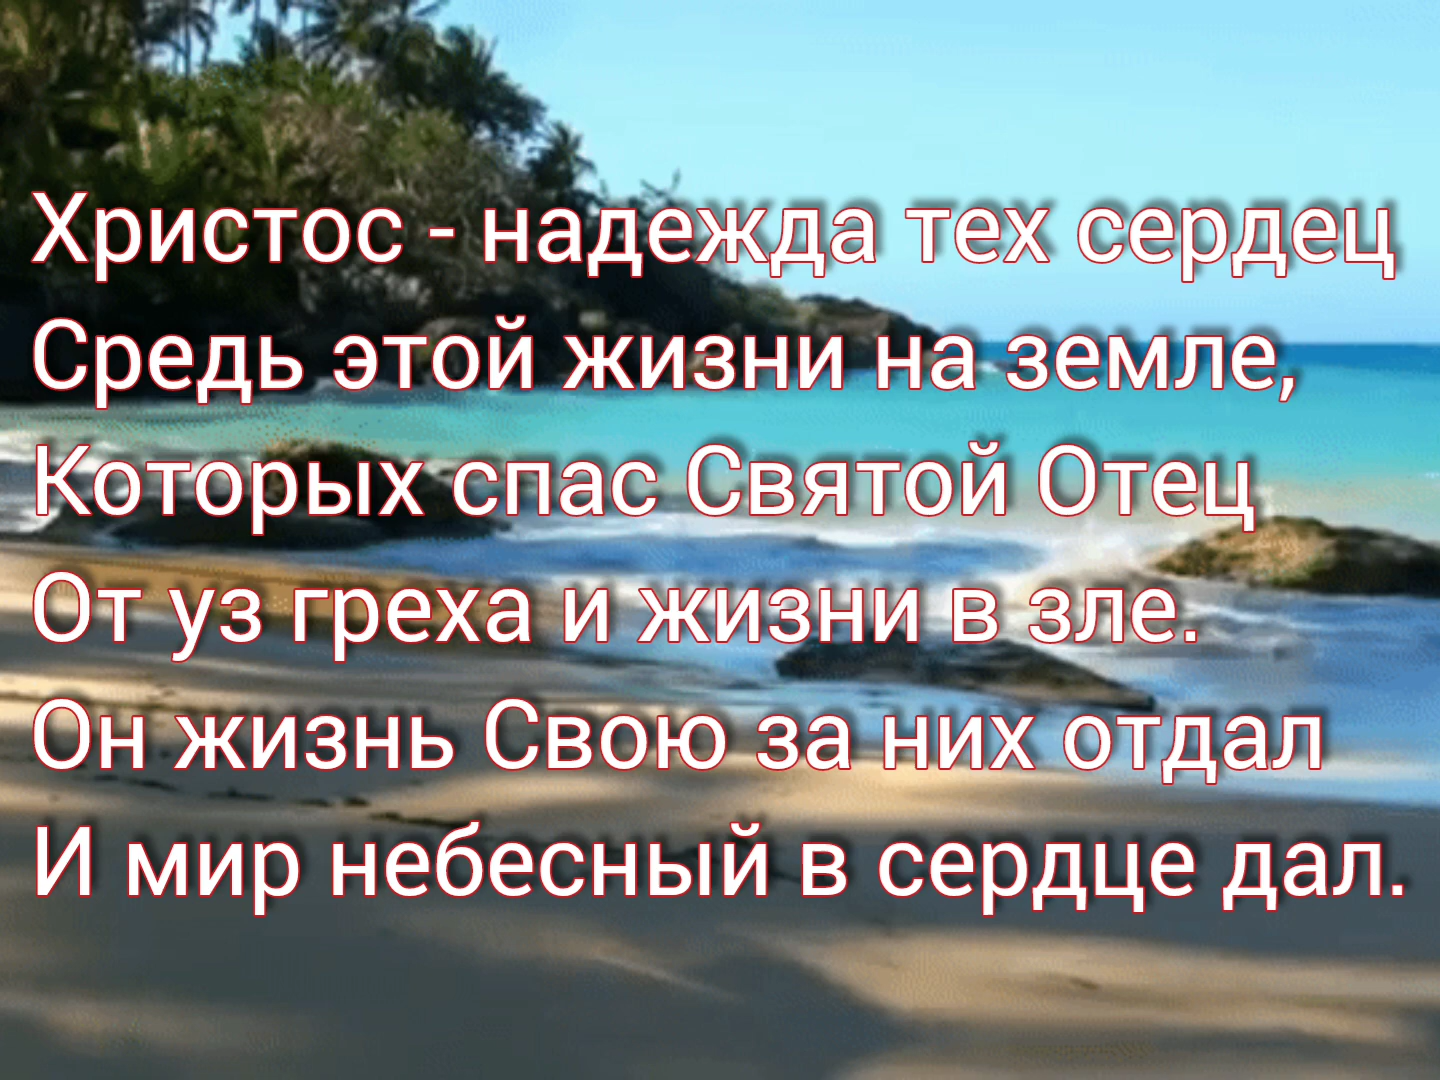 Христос - надежда тех сердец
Средь этой жизни на земле,
Которых спас Святой Отец
От уз греха и жизни в зле.
Он жизнь Свою за них отдал
И мир небесный в сердце дал.